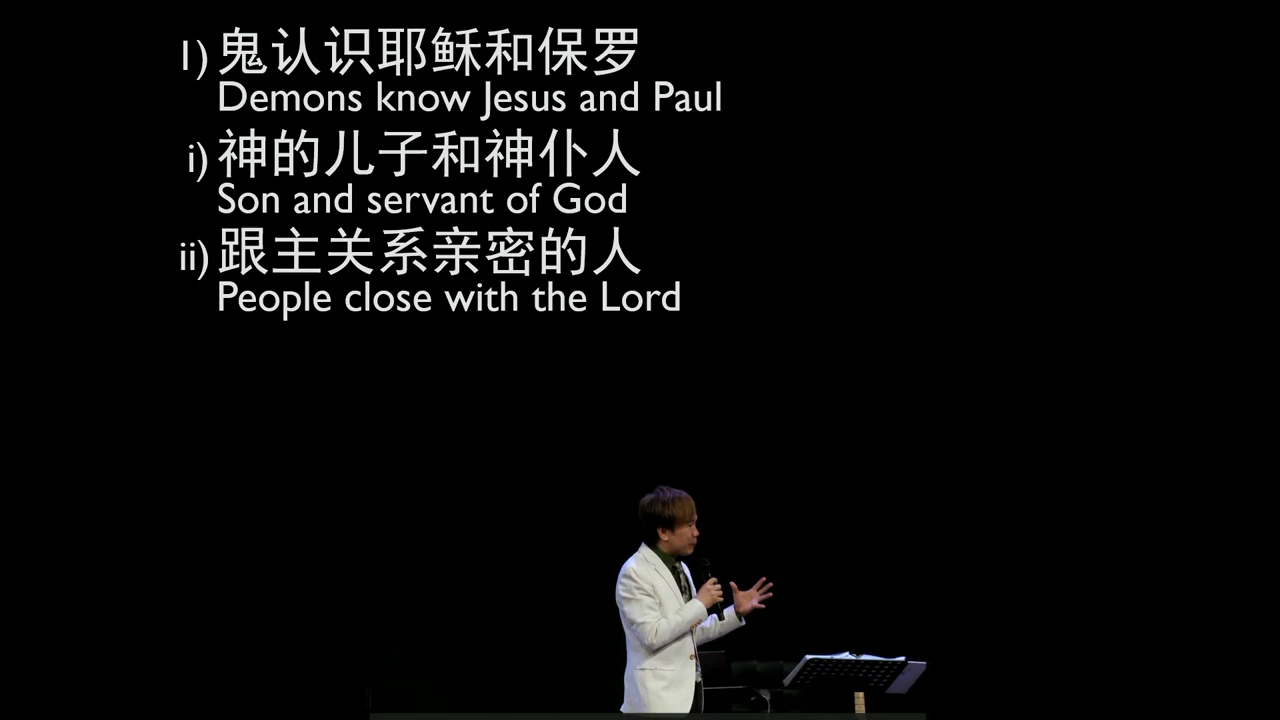 1) 鬼认识耶稣和保罗
Demons know Jesus and Paul
i) 神的儿子和神仆人
Son and servant of God
ii) 跟主关系亲密的人
People close with the Lord